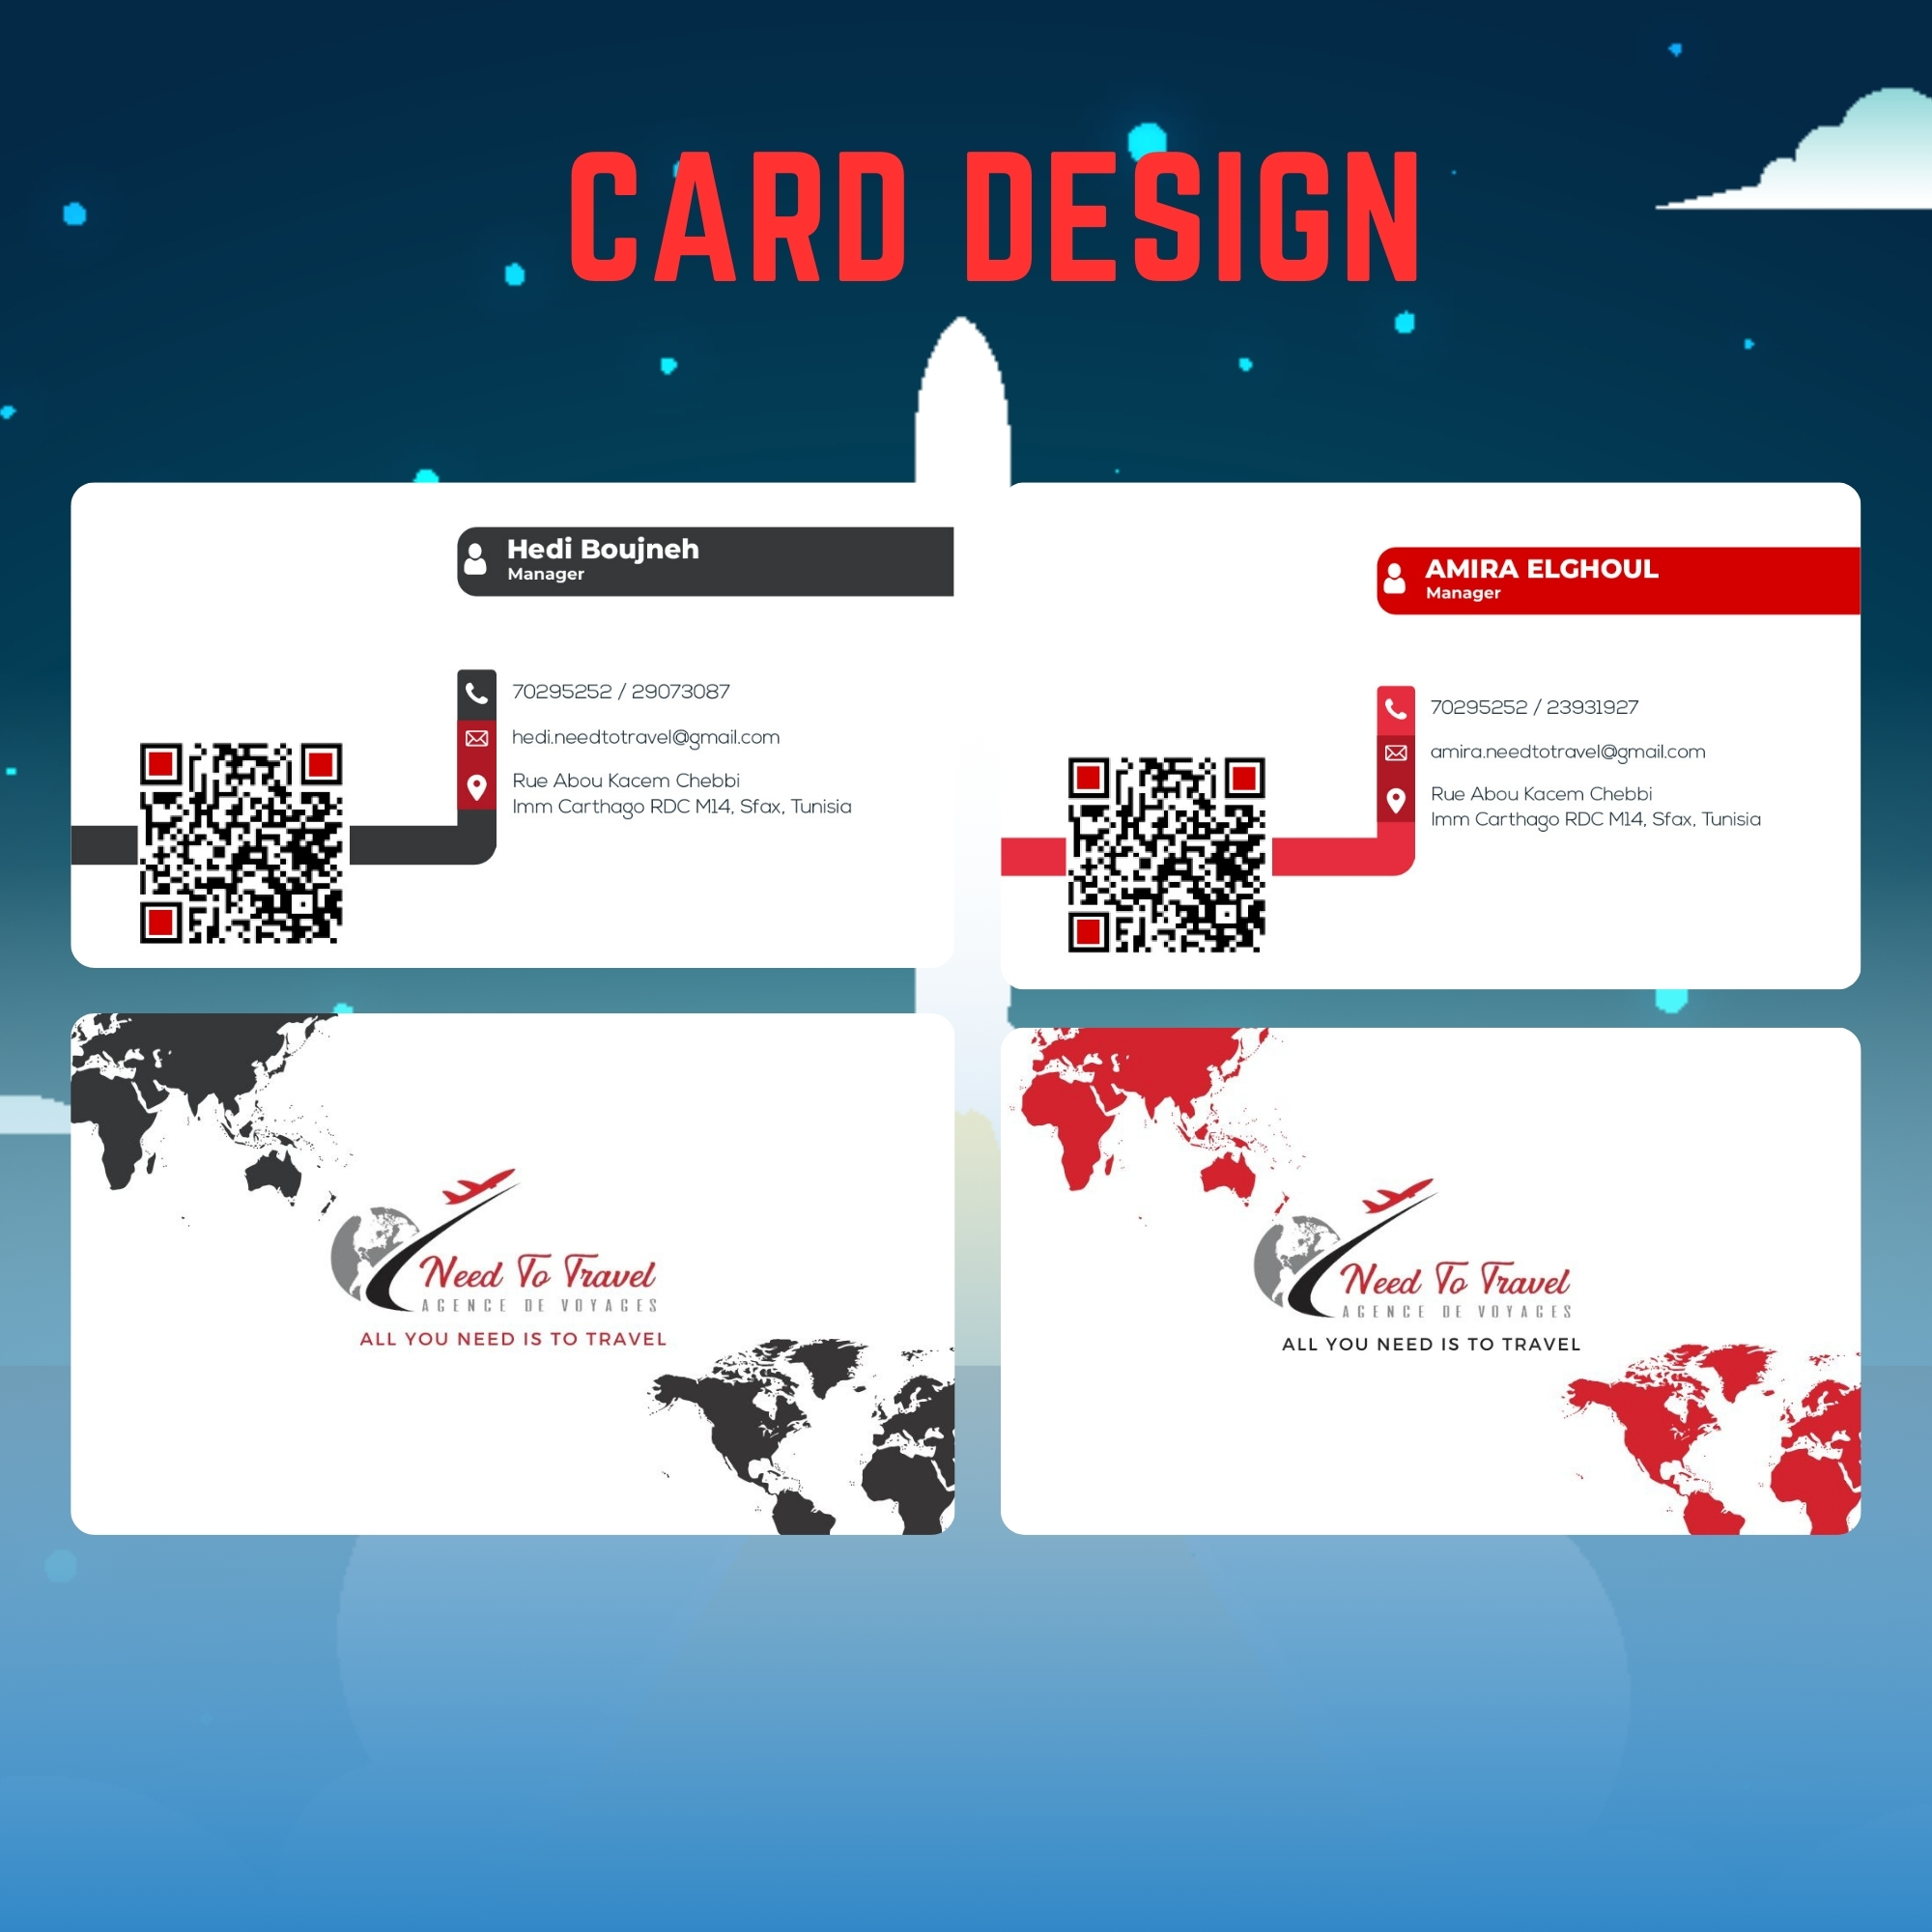 CARD DESIGN
Hedi Boujneh
Manager
70295252 / 29073087
hedi.needtotravel@gmail.com
Rue Abou Kacem Chebbi
Imm Carthago RDC M14, Sfax, Tunisia
AMIRA ELGHOUL
Manager
70295252 / 23931927
amira.needtotravel@gmail.com
Rue Abou Kacem Chebbi
Imm Carthago RDC M14, Sfax, Tunisia
Need To Travel
AGENCE DE VOYAGES
ALL YOU NEED IS TO TRAVEL
Need To Travel
AGENCE DE VOYAGES
ALL YOU NEED IS TO TRAVEL